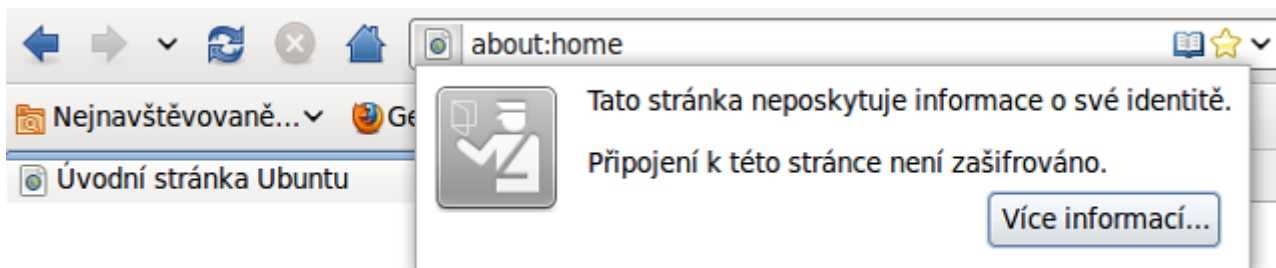 about:home
Nejnavštěvovaně...
Ge
Tato stránka neposkytuje informace o své identitě.
Připojení k této stránce není zašifrováno.
Úvodní stránka Ubuntu
Více informací...